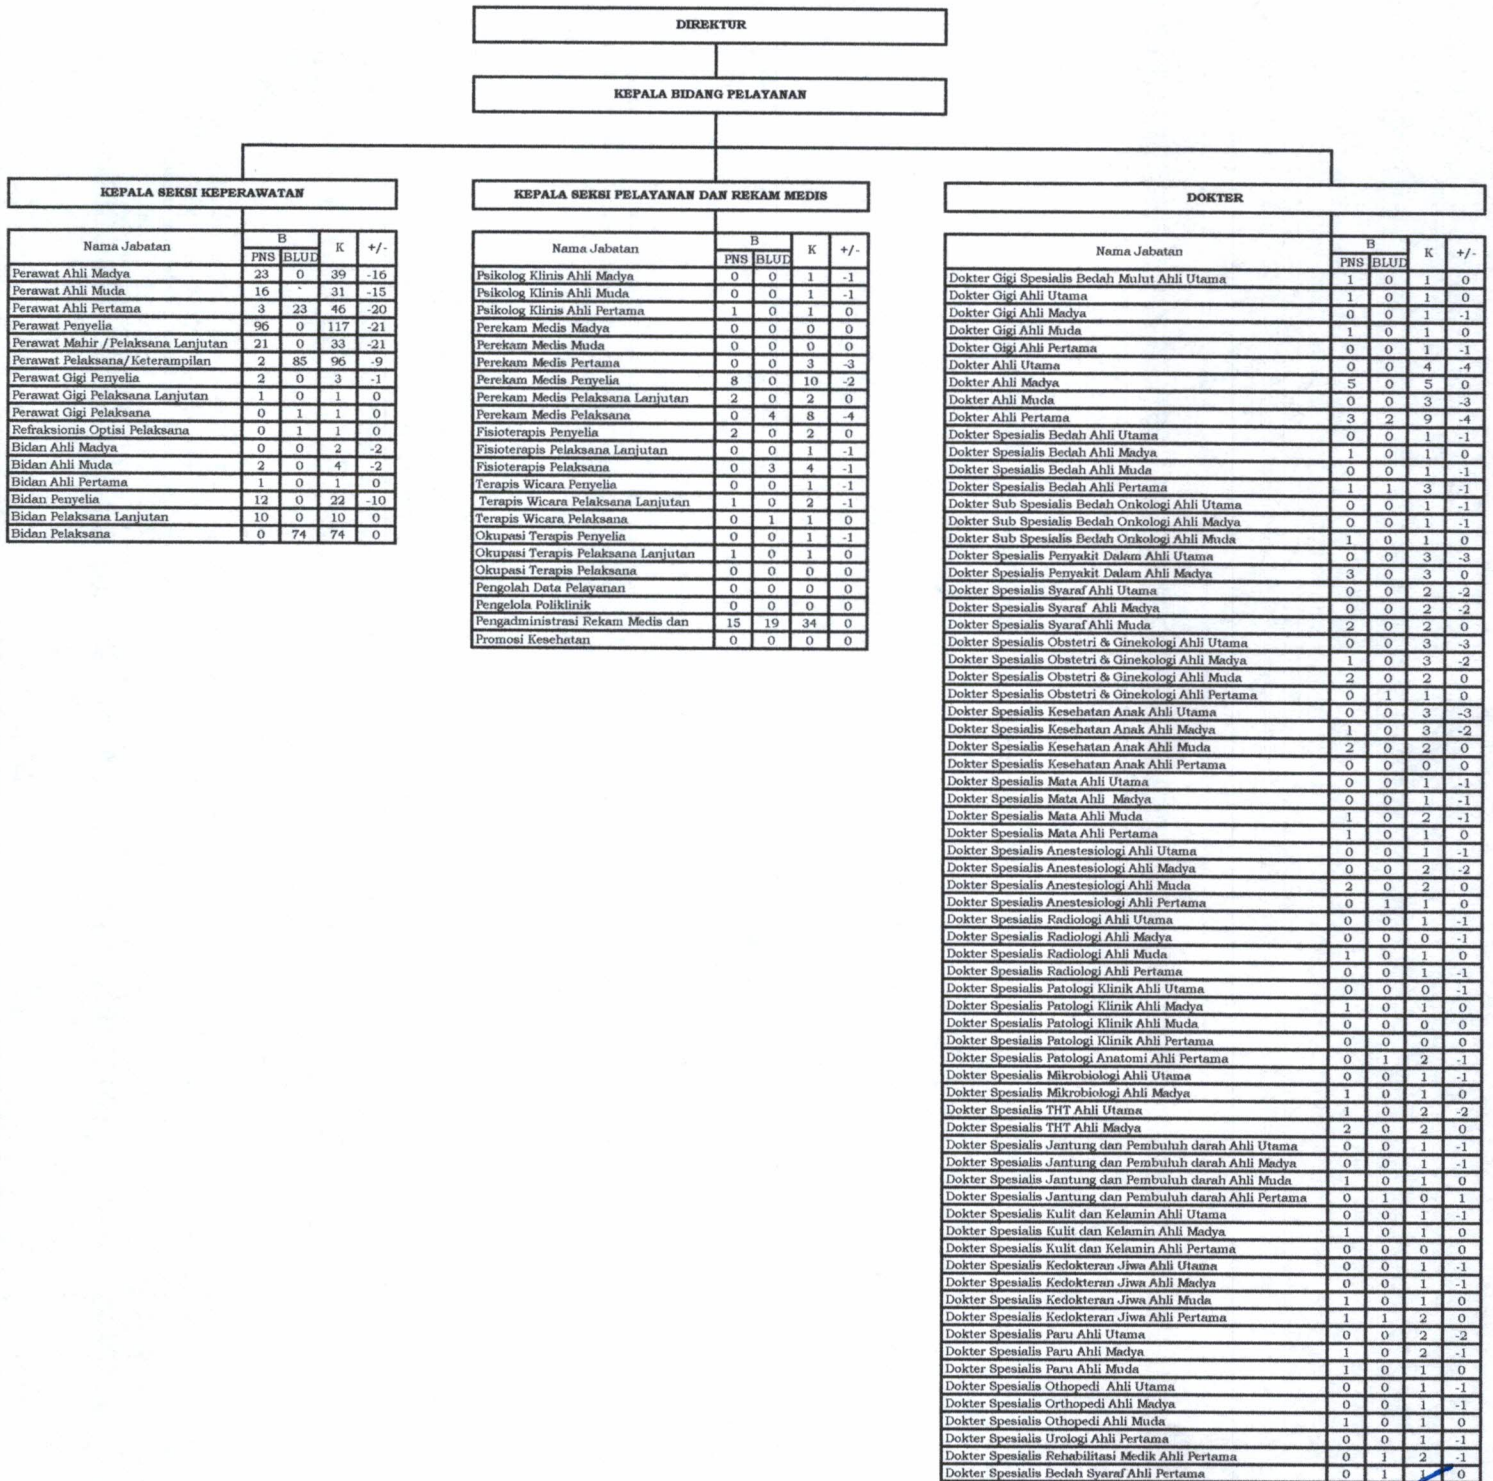 DIREKTUR
KEPALA BIDANG PELAYANAN
KEPALA SEKSI KEPERAWATAN
Nama Jabatan B K +/-
PNS BLUD
Perawat Ahli Madya 23 0 39 -16
Perawat Ahli Muda 16 ` 31 -15
Perawat Ahli Pertama 3 23 46 -20
Perawat Penyelia 96 0 117 -21
Perawat Mahir /Pelaksana Lanjutan 21 0 33 -21
Perawat Pelaksana/Keterampilan 2 85 96 -9
Perawat Gigi Penyelia 2 0 3 -1
Perawat Gigi Pelaksana Lanjutan 1 0 1 0
Perawat Gigi Pelaksana 0 1 1 0
Refraksionis Optisi Pelaksana 0 1 1 0
Bidan Ahli Madya 0 0 2 -2
Bidan Ahli Muda 2 0 4 -2
Bidan Ahli Pertama 1 0 1 0
Bidan Penyelia 12 0 22 -10
Bidan Pelaksana Lanjutan 10 0 10 0
Bidan Pelaksana 0 74 74 0
KEPALA SEKSI PELAYANAN DAN REKAM MEDIS
Nama Jabatan B K +/-
PNS BLUD
Psikolog Klinis Ahli Madya 0 0 1 -1
Psikolog Klinis Ahli Muda 0 0 1 -1
Psikolog Klinis Ahli Pertama 1 0 1 0
Perekam Medis Madya 0 0 0 0
Perekam Medis Muda 0 0 0 0
Perekam Medis Pertama 0 0 3 -3
Perekam Medis Penyelia 8 0 10 -2
Perekam Medis Pelaksana Lanjutan 2 0 2 0
Perekam Medis Pelaksana 0 4 8 -4
Fisioterapis Penyelia 2 0 2 0
Fisioterapis Pelaksana Lanjutan 0 0 1 -1
Fisioterapis Pelaksana 0 3 4 -1
Terapis Wicara Penyelia 0 0 1 -1
Terapis Wicara Pelaksana Lanjutan 1 0 2 -1
Terapis Wicara Pelaksana 0 1 1 0
Okupasi Terapis Penyelia 0 0 1 -1
Okupasi Terapis Pelaksana Lanjutan 1 0 1 0
Okupasi Terapis Pelaksana 0 0 0 0
Pengolah Data Pelayanan 0 0 0 0
Pengelola Poliklinik 0 0 0 0
Pengadministrasi Rekam Medis dan 15 19 34 0
Promosi Kesehatan 0 0 0 0
DOKTER
Nama Jabatan B K +/-
PNS BLUD
Dokter Gigi Spesialis Bedah Mulut Ahli Utama 1 0 1 0
Dokter Gigi Ahli Utama 1 0 1 0
Dokter Gigi Ahli Madya 0 0 1 -1
Dokter Gigi Ahli Muda 1 0 1 0
Dokter Gigi Ahli Pertama 0 0 1 -1
Dokter Ahli Utama 0 0 4 -4
Dokter Ahli Madya 5 0 5 0
Dokter Ahli Muda 0 0 3 -3
Dokter Ahli Pertama 3 2 9 -4
Dokter Spesialis Bedah Ahli Utama 0 0 1 -1
Dokter Spesialis Bedah Ahli Madya 1 0 1 0
Dokter Spesialis Bedah Ahli Muda 0 0 1 -1
Dokter Spesialis Bedah Ahli Pertama 1 1 3 -1
Dokter Sub Spesialis Bedah Onkologi Ahli Utama 0 0 1 -1
Dokter Sub Spesialis Bedah Onkologi Ahli Madya 0 0 1 -1
Dokter Sub Spesialis Bedah Onkologi Ahli Muda 1 0 1 0
Dokter Spesialis Penyakit Dalam Ahli Utama 0 0 3 -3
Dokter Spesialis Penyakit Dalam Ahli Madya 3 0 3 0
Dokter Spesialis Syaraf Ahli Utama 0 0 2 -2
Dokter Spesialis Syaraf Ahli Madya 0 0 2 -2
Dokter Spesialis Syaraf Ahli Muda 2 0 2 0
Dokter Spesialis Obstetri & Ginekologi Ahli Utama 0 0 3 -3
Dokter Spesialis Obstetri & Ginekologi Ahli Madya 1 0 3 -2
Dokter Spesialis Obstetri & Ginekologi Ahli Muda 2 0 2 0
Dokter Spesialis Obstetri & Ginekologi Ahli Pertama 0 1 1 0
Dokter Spesialis Kesehatan Anak Ahli Utama 0 0 3 -3
Dokter Spesialis Kesehatan Anak Ahli Madya 1 0 3 -2
Dokter Spesialis Kesehatan Anak Ahli Muda 2 0 2 0
Dokter Spesialis Kesehatan Anak Ahli Pertama 0 0 0 0
Dokter Spesialis Mata Ahli Utama 0 0 1 -1
Dokter Spesialis Mata Ahli Madya 0 0 1 -1
Dokter Spesialis Mata Ahli Muda 1 0 2 -1
Dokter Spesialis Mata Ahli Pertama 1 0 1 0
Dokter Spesialis Anestesiologi Ahli Utama 0 0 1 -1
Dokter Spesialis Anestesiologi Ahli Madya 0 0 2 -2
Dokter Spesialis Anestesiologi Ahli Muda 2 0 2 0
Dokter Spesialis Anestesiologi Ahli Pertama 0 1 1 0
Dokter Spesialis Radiologi Ahli Utama 0 0 1 -1
Dokter Spesialis Radiologi Ahli Madya 0 0 0 -1
Dokter Spesialis Radiologi Ahli Muda 1 0 1 0
Dokter Spesialis Radiologi Ahli Pertama 0 0 1 -1
Dokter Spesialis Patologi Klinik Ahli Utama 0 0 0 -1
Dokter Spesialis Patologi Klinik Ahli Madya 1 0 1 0
Dokter Spesialis Patologi Klinik Ahli Muda 0 0 0 0
Dokter Spesialis Patologi Klinik Ahli Pertama 0 0 0 0
Dokter Spesialis Patologi Anatomi Ahli Pertama 0 1 2 -1
Dokter Spesialis Mikrobiologi Ahli Utama 0 0 1 -1
Dokter Spesialis Mikrobiologi Ahli Madya 1 0 1 0
Dokter Spesialis THT Ahli Utama 1 0 2 -2
Dokter Spesialis THT Ahli Madya 2 0 2 0
Dokter Spesialis Jantung dan Pembuluh darah Ahli Utama 0 0 1 -1
Dokter Spesialis Jantung dan Pembuluh darah Ahli Madya 0 0 1 -1
Dokter Spesialis Jantung dan Pembuluh darah Ahli Muda 1 0 1 0
Dokter Spesialis Jantung dan Pembuluh darah Ahli Pertama 0 1 0 1
Dokter Spesialis Kulit dan Kelamin Ahli Utama 0 0 1 -1
Dokter Spesialis Kulit dan Kelamin Ahli Madya 1 0 1 0
Dokter Spesialis Kulit dan Kelamin Ahli Pertama 0 0 0 0
Dokter Spesialis Kedokteran Jiwa Ahli Utama 0 0 1 -1
Dokter Spesialis Kedokteran Jiwa Ahli Madya 0 0 1 -1
Dokter Spesialis Kedokteran Jiwa Ahli Muda 1 0 1 0
Dokter Spesialis Kedokteran Jiwa Ahli Pertama 1 1 2 0
Dokter Spesialis Paru Ahli Utama 0 0 2 -2
Dokter Spesialis Paru Ahli Madya 1 0 2 -1
Dokter Spesialis Paru Ahli Muda 1 0 1 0
Dokter Spesialis Othopedi Ahli Utama 0 0 1 -1
Dokter Spesialis Orthopedi Ahli Madya 0 0 1 -1
Dokter Spesialis Othopedi Ahli Muda 1 0 1 0
Dokter Spesialis Urologi Ahli Pertama 0 0 1 -1
Dokter Spesialis Rehabilitasi Medik Ahli Pertama 0 1 2 -1
Dokter Spesialis Bedah Syaraf Ahli Pertama 0 1 1 0